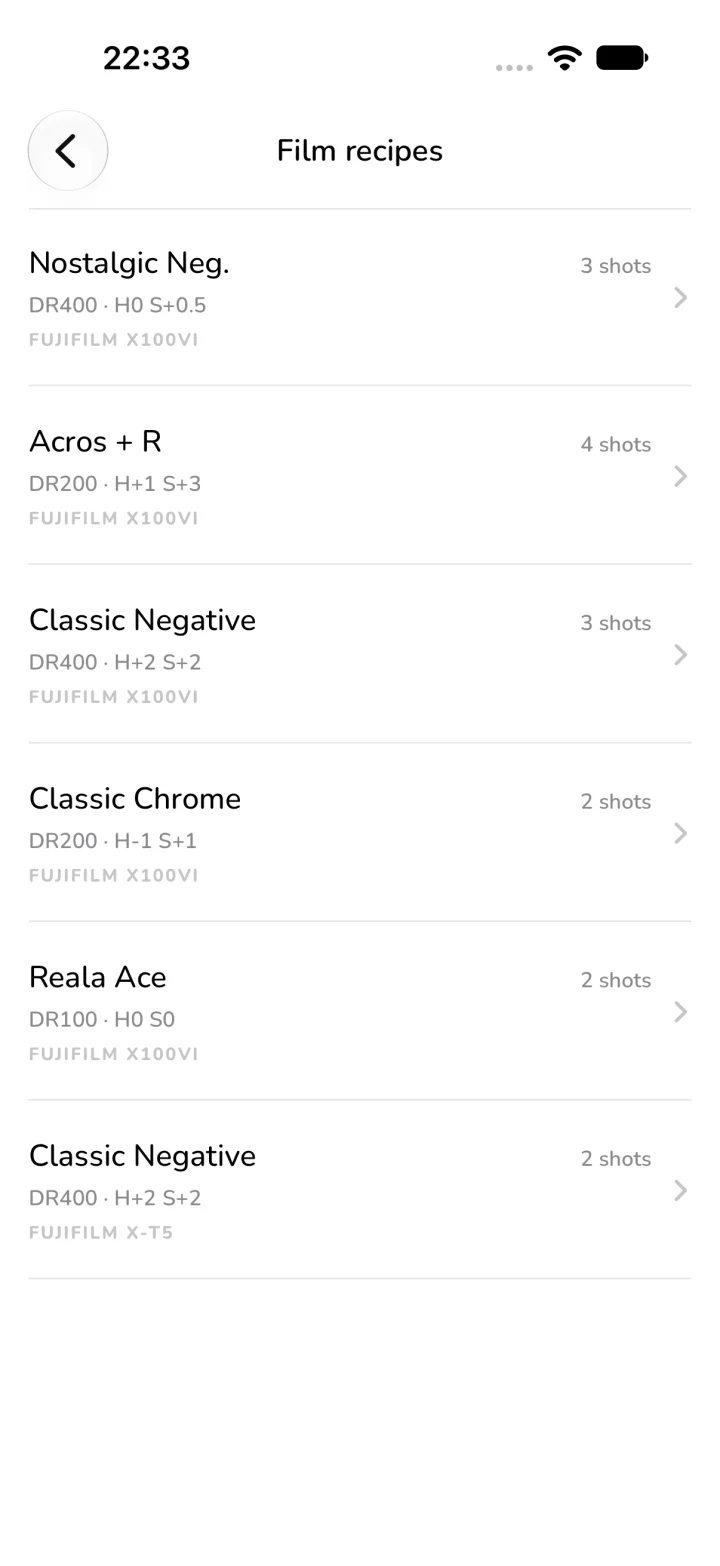 22:33
Film recipes
Nostalgic Neg.
3 shots
DR400 · H0 S+0.5
FUJIFILM X100VI
Acros + R
4 shots
DR200 · H+1 S+3
FUJIFILM X100VI
Classic Negative
3 shots
DR400 · H+2 S+2
FUJIFILM X100VI
Classic Chrome
2 shots
DR200 · H-1 S+1
FUJIFILM X100VI
Reala Ace
2 shots
DR100 · H0 S0
FUJIFILM X100VI
Classic Negative
2 shots
DR400 · H+2 S+2
FUJIFILM X-T5